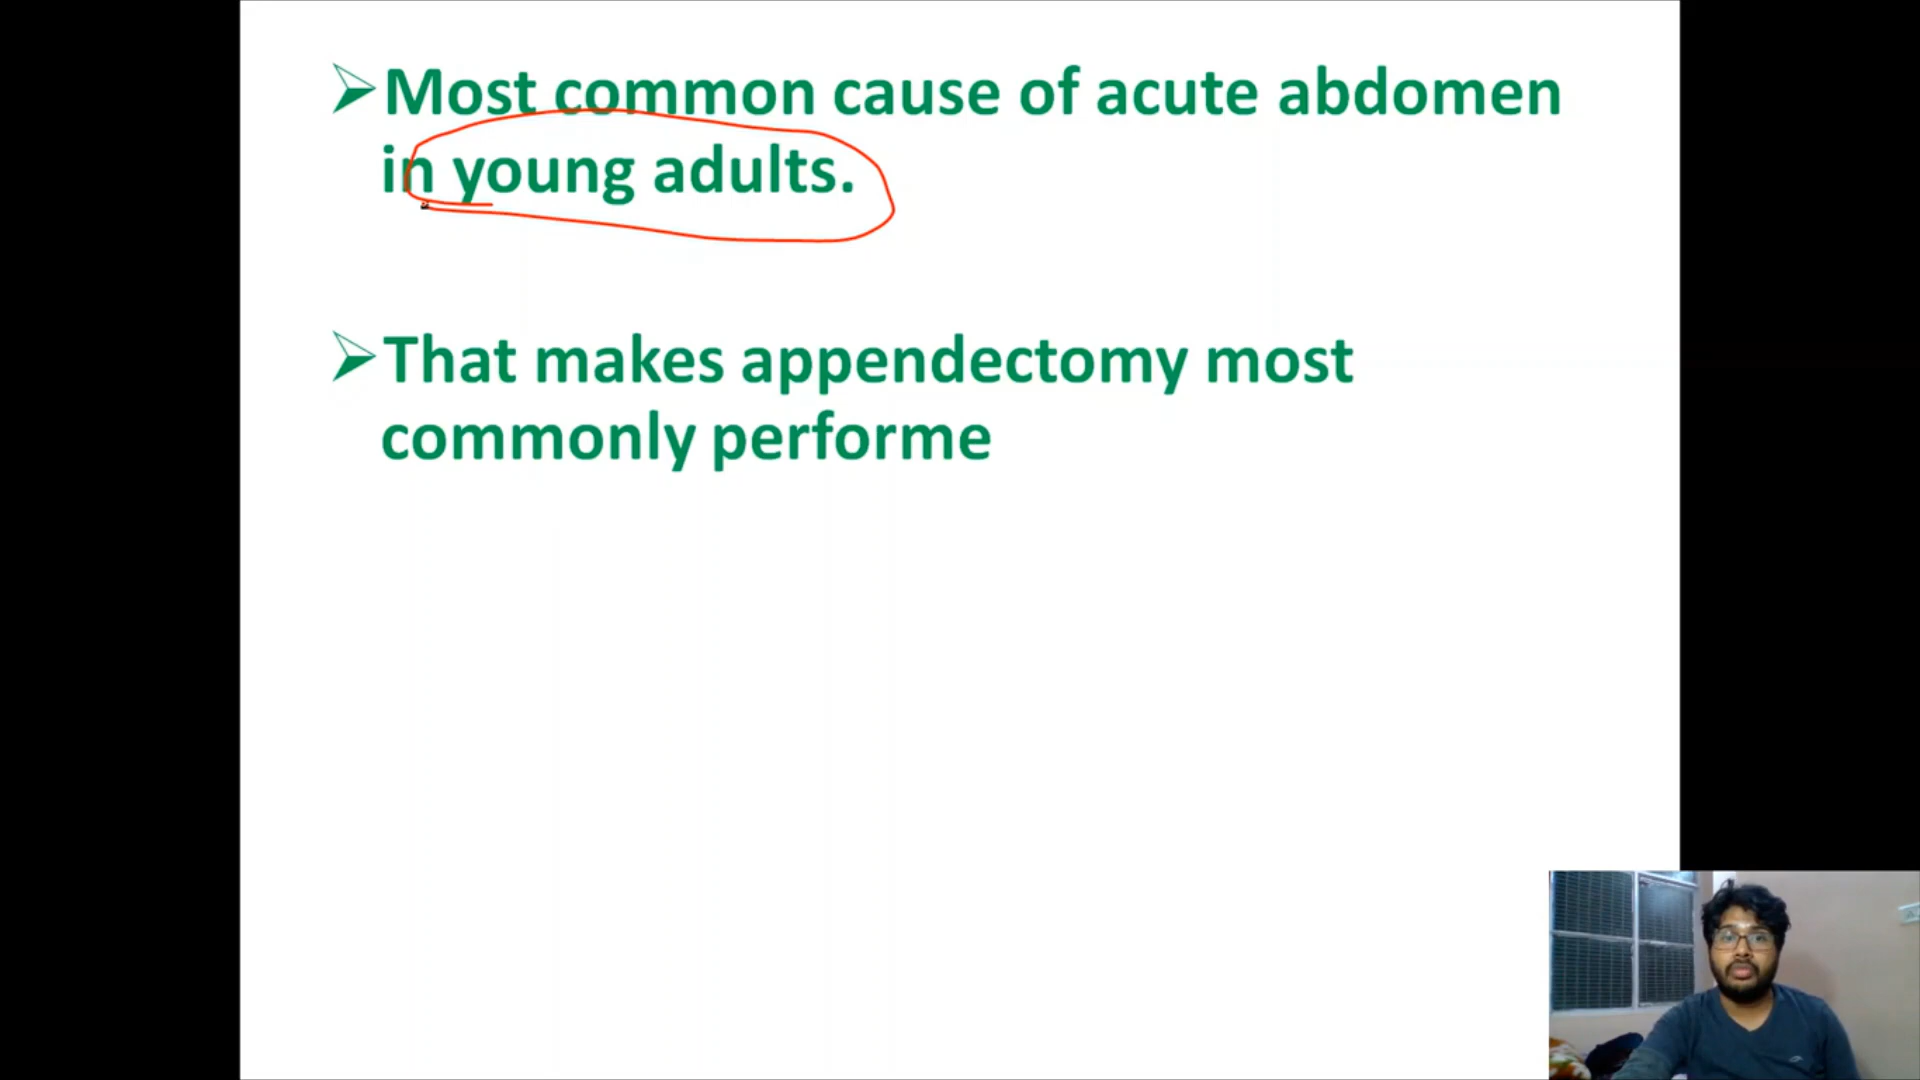 Most common cause of acute abdomen
in young adults.
That makes appendectomy most
commonly performe